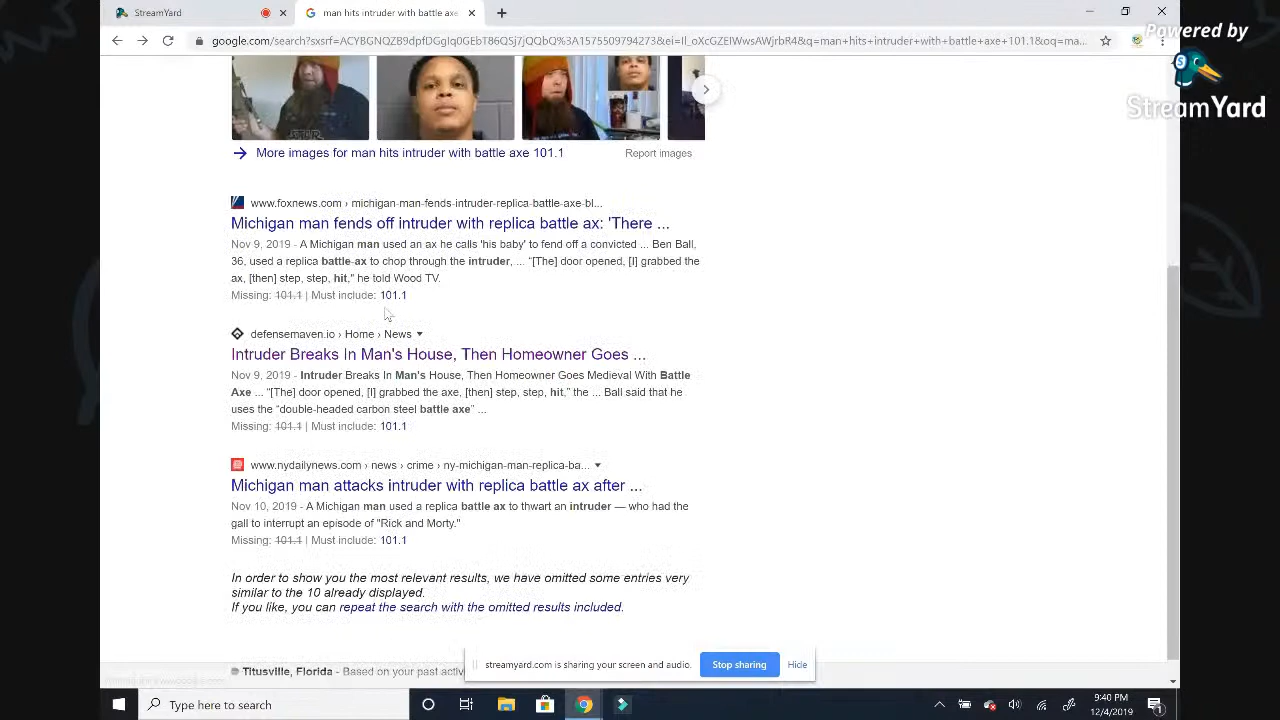 StreamYard
man hits intruder with battle axe
google.com/search?sxsrf=ACYBGNQZB9dpfDGgIq0GEbP86QSj7jQQbQ%3A1575509794273&ei=Il_oXcGZEIWwsAWjrbR4&q=man+hits+intruder+with+battle+axe+101.1&oq=ma...
Powered by
StreamYard
More images for man hits intruder with battle axe 101.1
Report images
www.foxnews.com › michigan-man-fends-intruder-replica-battle-axe-bl...
Michigan man fends off intruder with replica battle ax: 'There ...
Nov 9, 2019 - A Michigan man used an ax he calls 'his baby' to fend off a convicted ... Ben Ball,
36, used a replica battle-ax to chop through the intruder, ... “[The] door opened, [I] grabbed the
ax, [then] step, step, hit,” he told Wood TV.
Missing: 101.1 | Must include: 101.1
defensemaven.io › Home › News
Intruder Breaks In Man's House, Then Homeowner Goes ...
Nov 9, 2019 - Intruder Breaks In Man's House, Then Homeowner Goes Medieval With Battle
Axe ... “[The] door opened, [I] grabbed the axe, [then] step, step, hit,” the ... Ball said that he
uses the “double-headed carbon steel battle axe” ...
Missing: 101.1 | Must include: 101.1
www.nydailynews.com › news › crime › ny-michigan-man-replica-ba...
Michigan man attacks intruder with replica battle ax after ...
Nov 10, 2019 - A Michigan man used a replica battle ax to thwart an intruder — who had the
gall to interrupt an episode of "Rick and Morty."
Missing: 101.1 | Must include: 101.1
In order to show you the most relevant results, we have omitted some entries very
similar to the 10 already displayed.
If you like, you can repeat the search with the omitted results included.
Titusville, Florida - Based on your past activ
streamyard.com is sharing your screen and audio.
Stop sharing
Hide
Type here to search
9:40 PM
12/4/2019